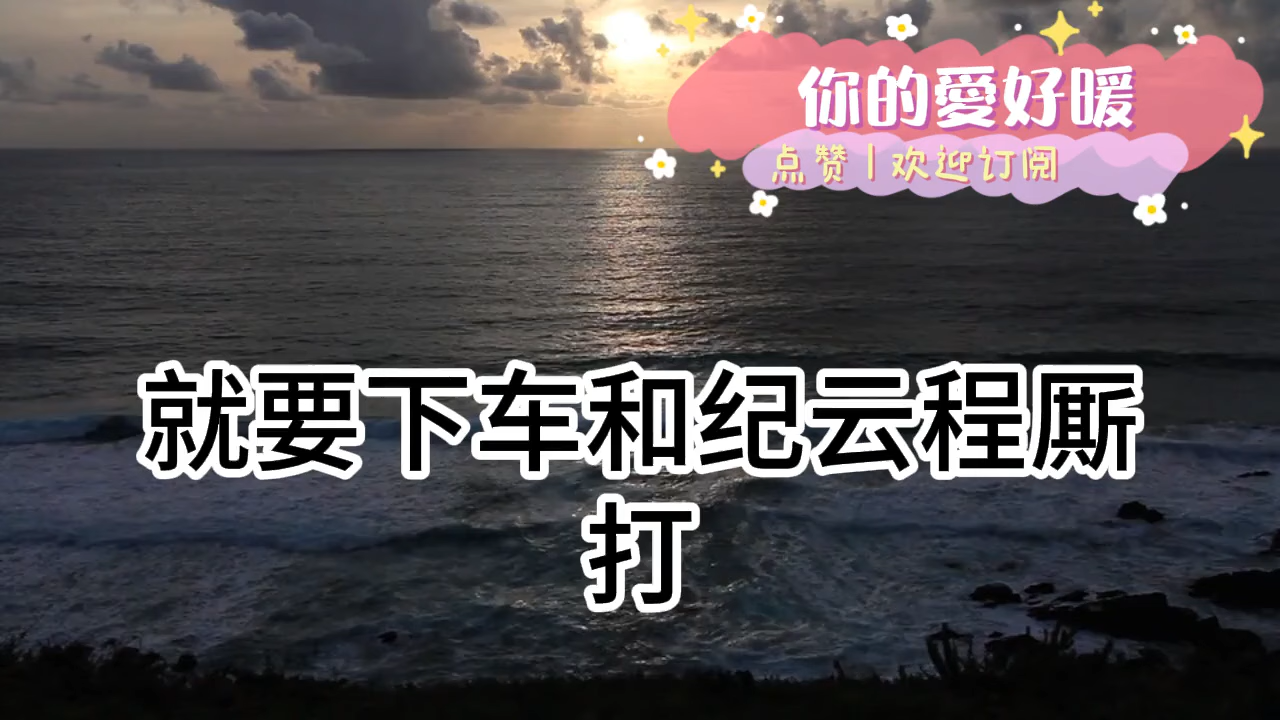 你的愛好暖
点赞 | 欢迎订阅
就要下车和纪云程厮
打